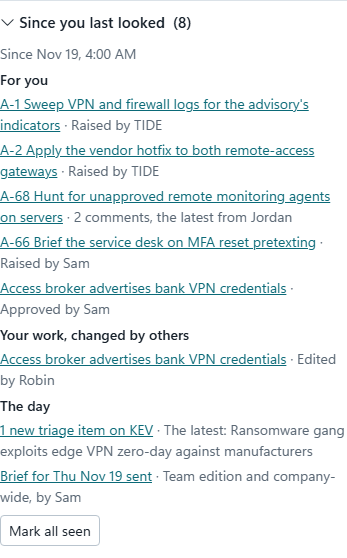 Since you last looked (8)
Since Nov 19, 4:00 AM
For you
A-1 Sweep VPN and firewall logs for the advisory's
indicators · Raised by TIDE
A-2 Apply the vendor hotfix to both remote-access
gateways · Raised by TIDE
A-68 Hunt for unapproved remote monitoring agents
on servers · 2 comments, the latest from Jordan
A-66 Brief the service desk on MFA reset pretexting ·
Raised by Sam
Access broker advertises bank VPN credentials ·
Approved by Sam
Your work, changed by others
Access broker advertises bank VPN credentials · Edited
by Robin
The day
1 new triage item on KEV · The latest: Ransomware gang
exploits edge VPN zero-day against manufacturers
Brief for Thu Nov 19 sent · Team edition and company-
wide, by Sam
Mark all seen